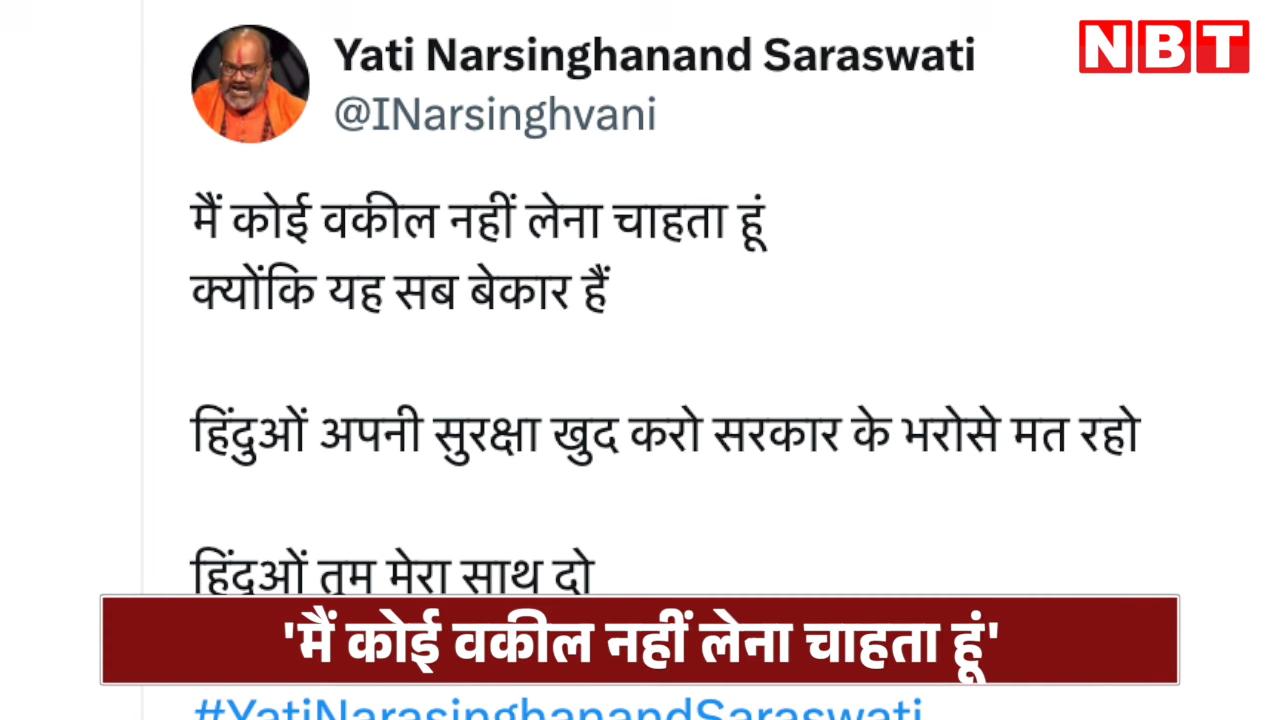 Yati Narsinghanand Saraswati
NBT
@INarsinghvani
मैं कोई वकील नहीं लेना चाहता हूं
क्योंकि यह सब बेकार हैं
हिंदुओं अपनी सुरक्षा खुद करो सरकार के भरोसे मत रहो
हिंदुओं तुम मेरा साथ दो
'मैं कोई वकील नहीं लेना चाहता हूं'
#YatiNarasinghanandSaraswati